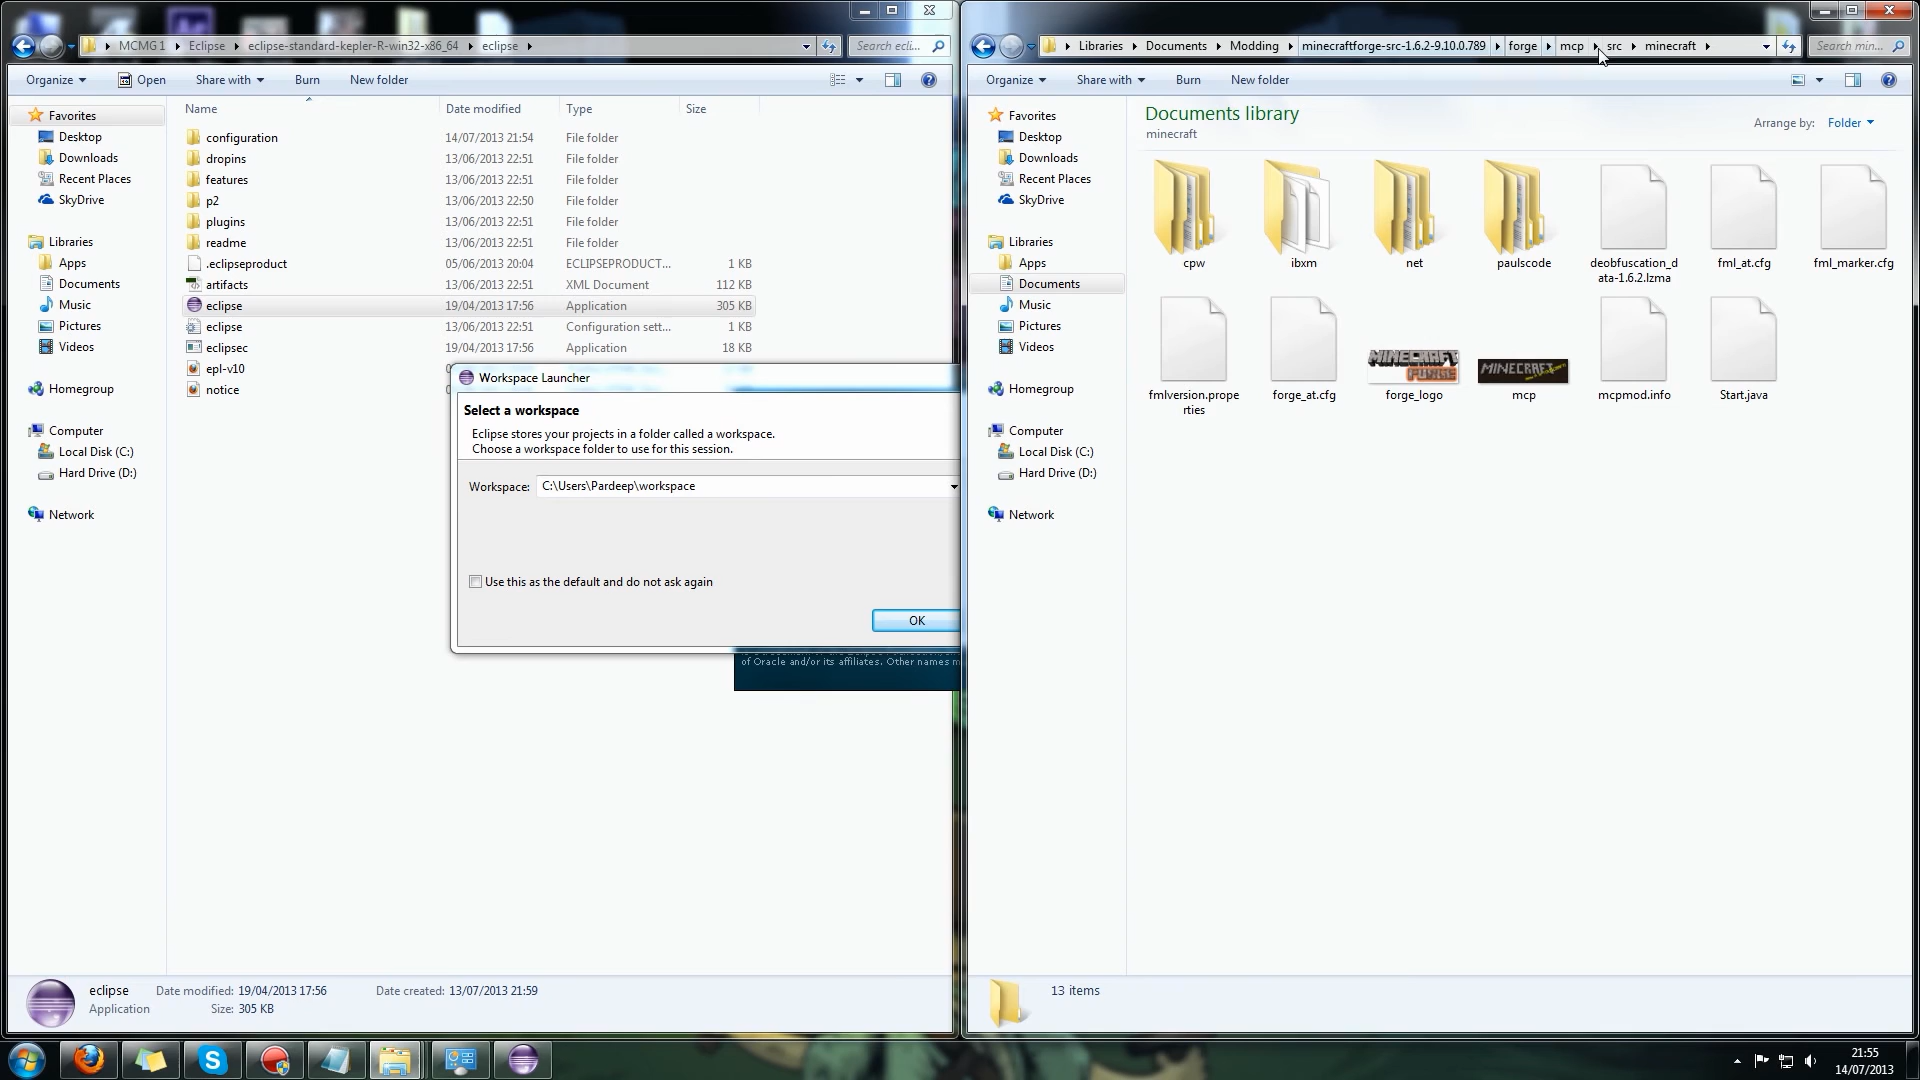 MCMG 1 Eclipse eclipse-standard-kepler-R-win32-x86_64 eclipse
Search ecli...
Organize Open Share with Burn New folder
Favorites
Desktop
Downloads
Recent Places
SkyDrive
Libraries
Apps
Documents
Music
Pictures
Videos
Homegroup
Computer
Local Disk (C:)
Hard Drive (D:)
Network
Name Date modified Type Size
configuration 14/07/2013 21:54 File folder
dropins 13/06/2013 22:51 File folder
features 13/06/2013 22:51 File folder
p2 13/06/2013 22:50 File folder
plugins 13/06/2013 22:51 File folder
readme 13/06/2013 22:51 File folder
.eclipseproduct 05/06/2013 20:04 ECLIPSEPRODUCT... 1 KB
artifacts 13/06/2013 22:51 XML Document 112 KB
eclipse 19/04/2013 17:56 Application 305 KB
eclipse 13/06/2013 22:51 Configuration sett... 1 KB
eclipsec 19/04/2013 17:56 Application 18 KB
epl-v10
notice
Workspace Launcher
Select a workspace
Eclipse stores your projects in a folder called a workspace.
Choose a workspace folder to use for this session.
Workspace: C:\Users\Pardeep\workspace
Use this as the default and do not ask again
OK
of Oracle and/or its affiliates. Other names m
eclipse Date modified: 19/04/2013 17:56 Date created: 13/07/2013 21:59
Application Size: 305 KB
Libraries Documents Modding minecraftforge-src-1.6.2-9.10.0.789 forge mcp src minecraft
Search min...
Organize Share with Burn New folder
Favorites
Desktop
Downloads
Recent Places
SkyDrive
Libraries
Apps
Documents
Music
Pictures
Videos
Homegroup
Computer
Local Disk (C:)
Hard Drive (D:)
Network
Documents library
minecraft
Arrange by: Folder
cpw ibxm net paulscode deobfuscation_d fml_at.cfg fml_marker.cfg
ata-1.6.2.lzma
MINECRAFT
FORGE
MINECRAFT
fmlversion.prope forge_at.cfg forge_logo mcp mcpmod.info Start.java
rties
13 items
21:55
14/07/2013